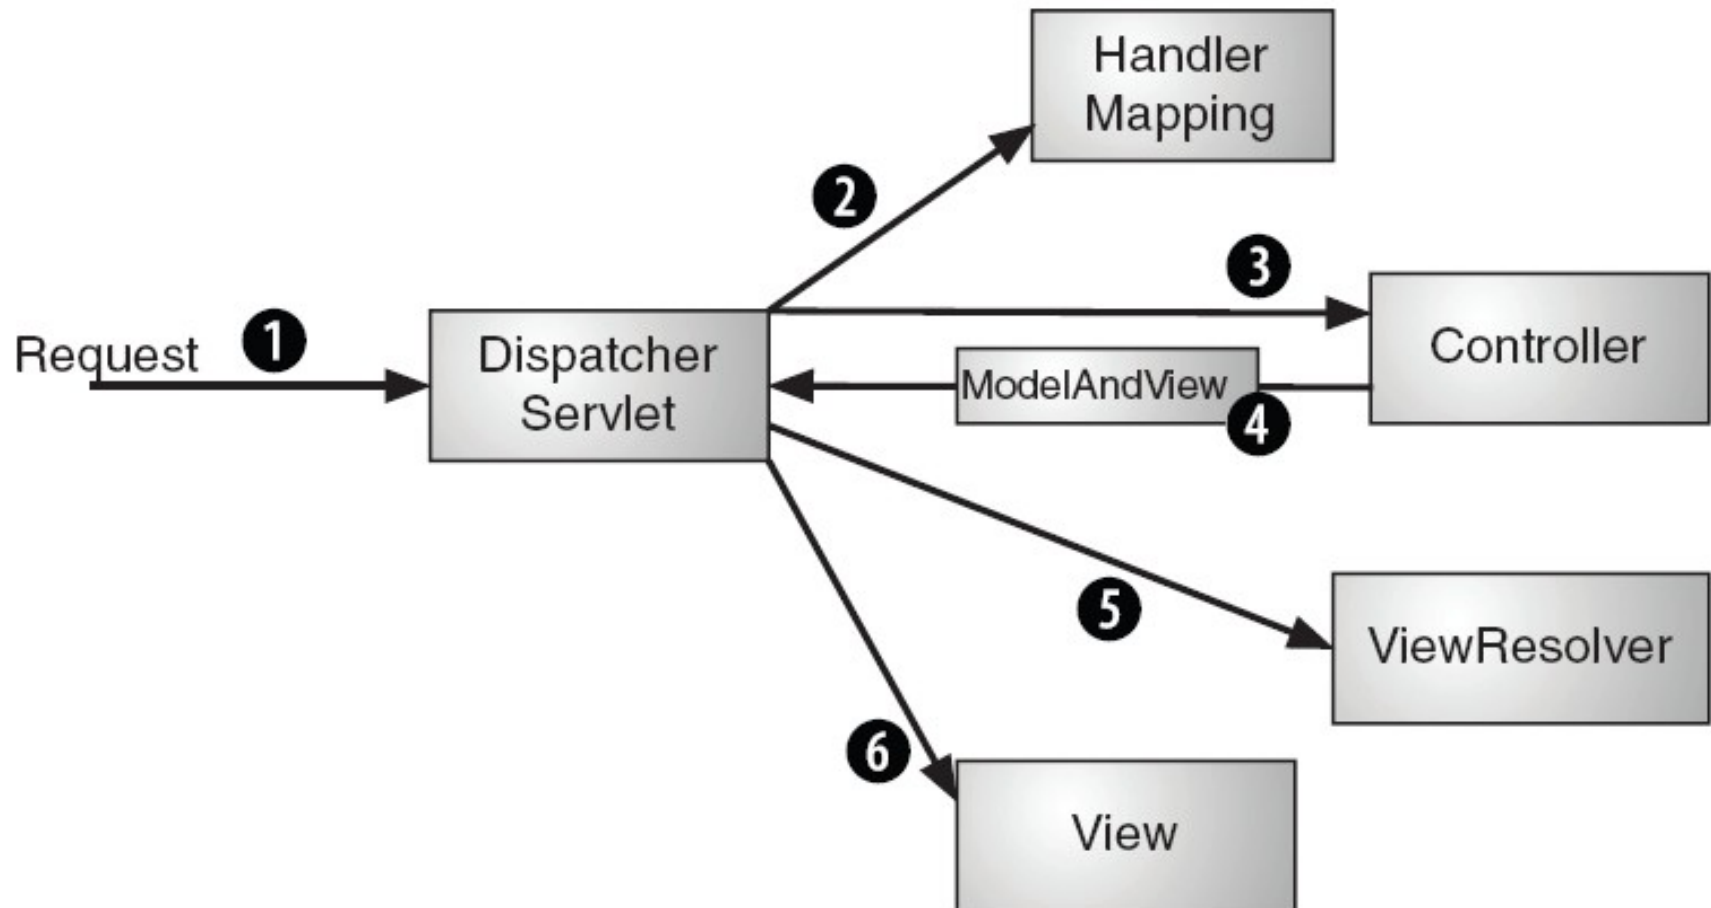 Handler
Mapping
2
3
Request
1
Dispatcher
Servlet
ModelAndView
4
Controller
5
ViewResolver
6
View